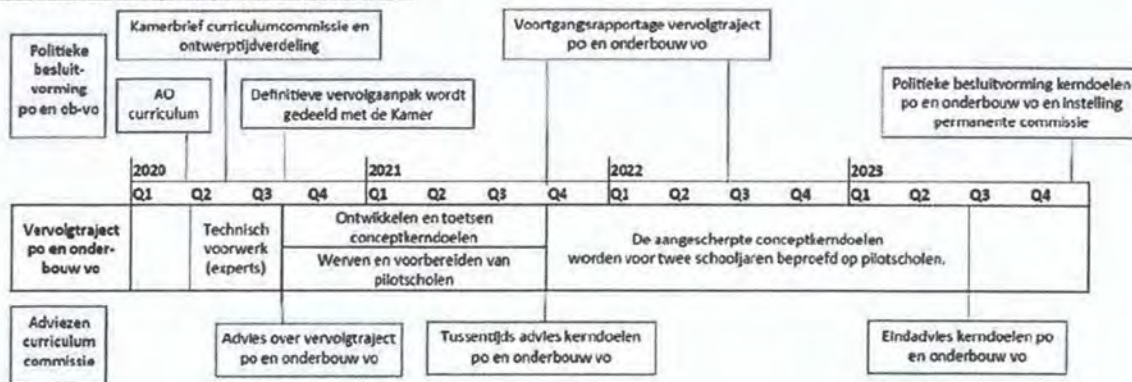 Politieke
besluit-
vorming
po en ob-vo
Kamerbrief curriculumcommissie en
ontwerptijdverdeling
AO
curriculum
Definitieve vervolgaanpak wordt
gedeeld met de Kamer
Voortgangsrapportage vervolgtraject
po en onderbouw vo
Politieke besluitvorming kerndoelen
po en onderbouw vo en instelling
permanente commissie
2020 2021 2022 2023
Q1 Q2 Q3 Q4 Q1 Q2 Q3 Q4 Q1 Q2 Q3 Q4 Q1 Q2 Q3 Q4
Vervolgtraject
po en onder-
bouw vo
Technisch
voorwerk
(experts)
Ontwikkelen en toetsen
conceptkerndoelen
Werven en voorbereiden van
pilotscholen
De aangescherpte conceptkerndoelen
worden voor twee schooljaren beproefd op pilotscholen.
Adviezen
curriculum
commissie
Advies over vervolgtraject
po en onderbouw vo
Tussentijds advies kerndoelen
po en onderbouw vo
Eindadvies kerndoelen po
en onderbouw vo